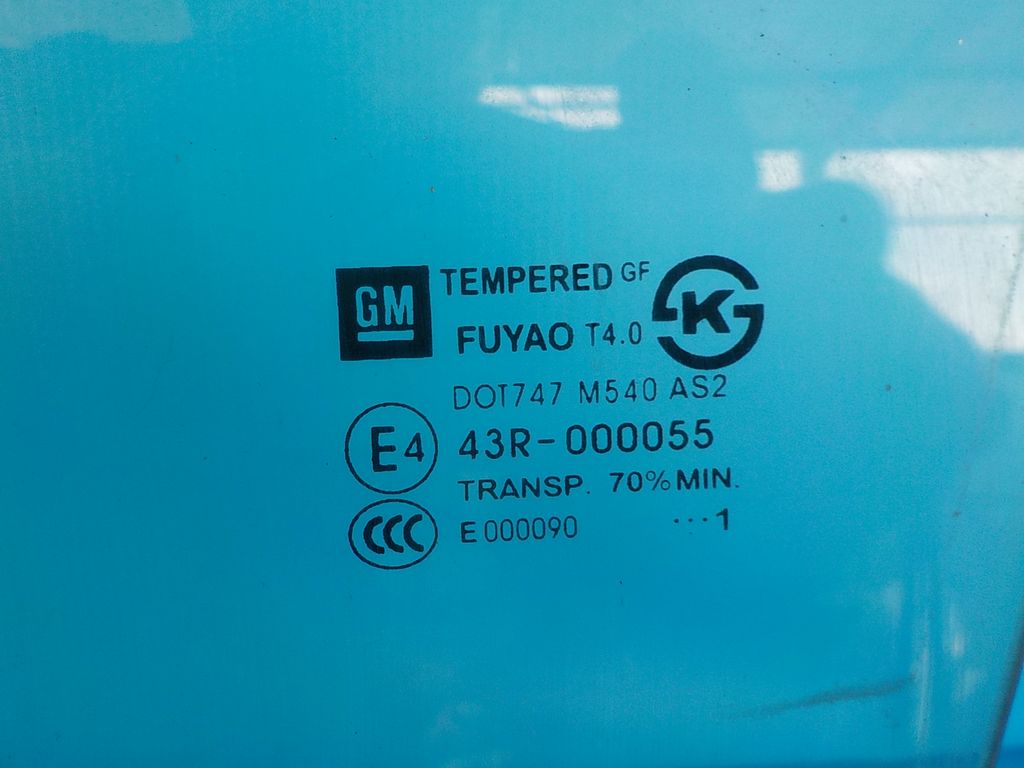 GM TEMPERED GF
FUYAO T4.0 K
DOT747 M540 AS2
E4 43R-000055
TRANSP. 70% MIN.
CCC E000090 ···1